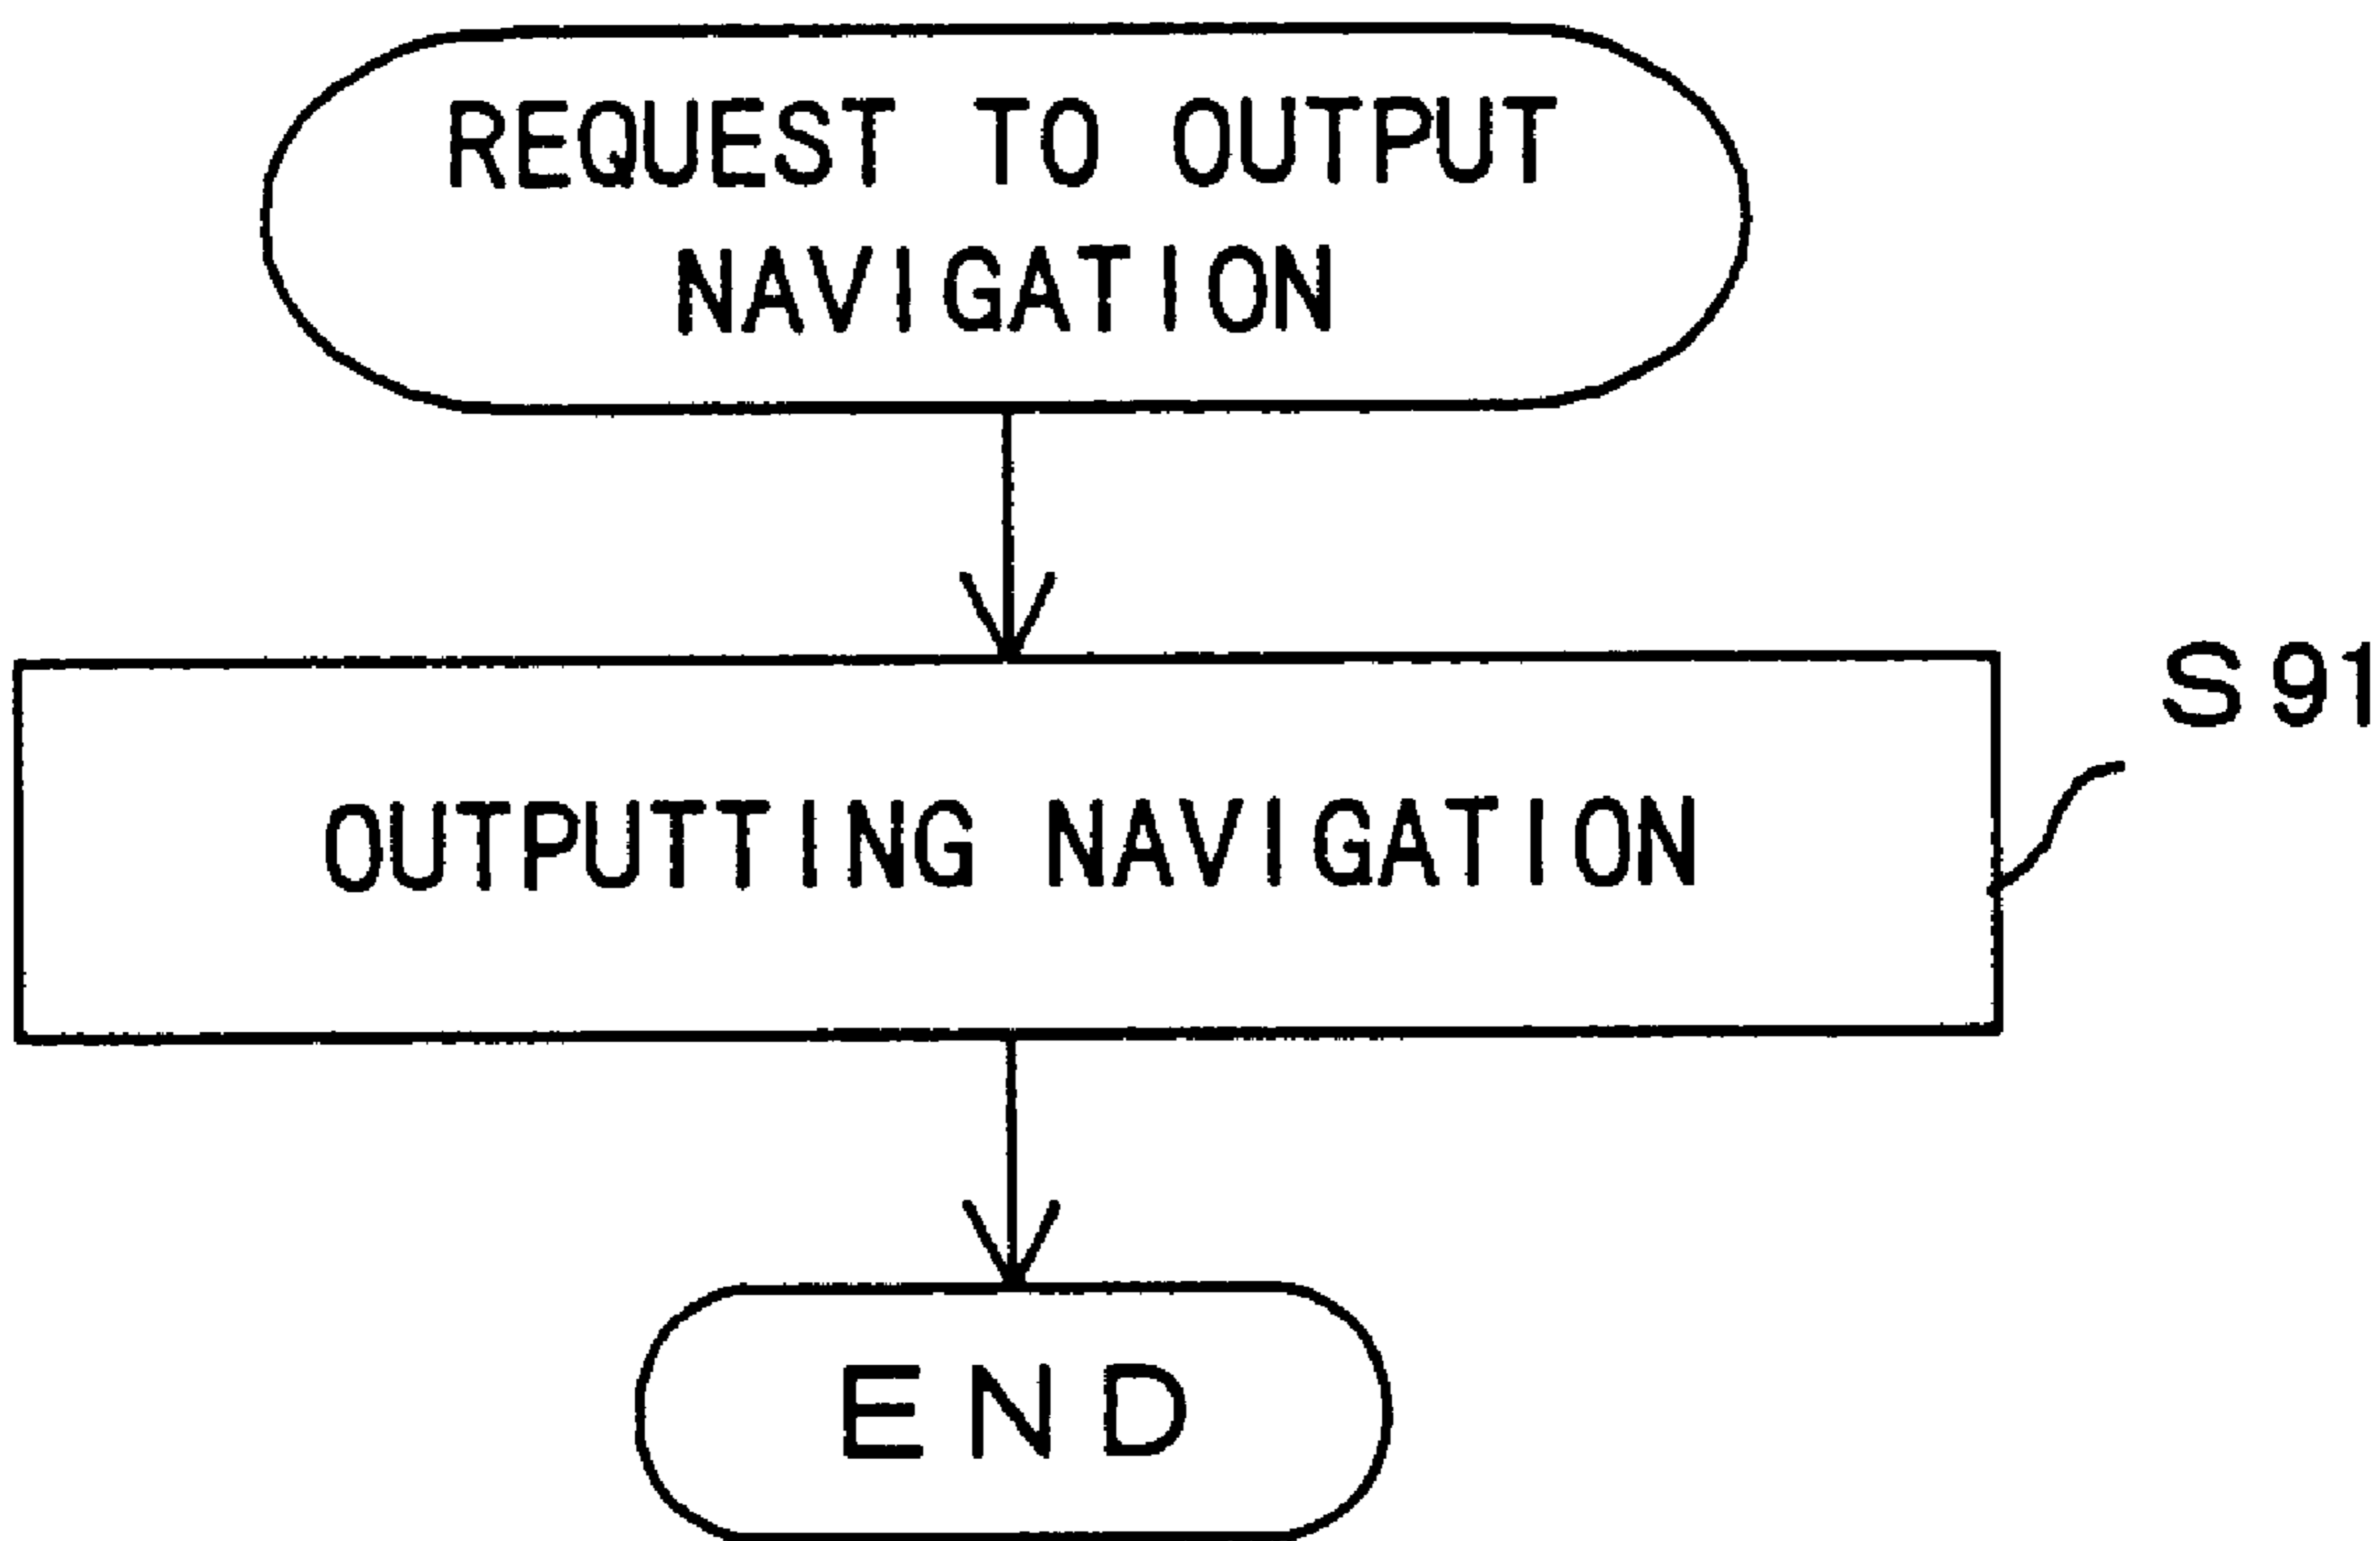 REQUEST TO OUTPUT
NAVIGATION
S91
OUTPUTTING NAVIGATION
END